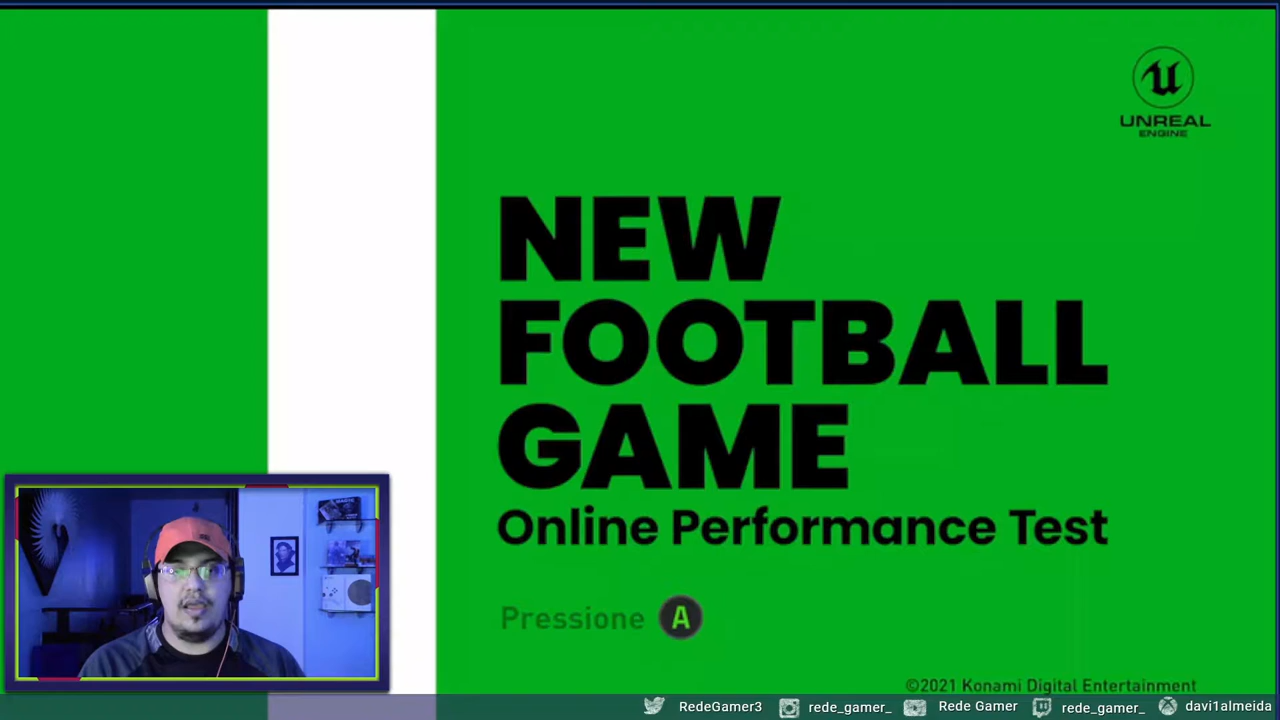 UNREAL
ENGINE
NEW
FOOTBALL
GAME
Online Performance Test
Pressione A
©2021 Konami Digital Entertainment
RedeGamer3 rede_gamer_ Rede Gamer rede_gamer_ davi1almeida